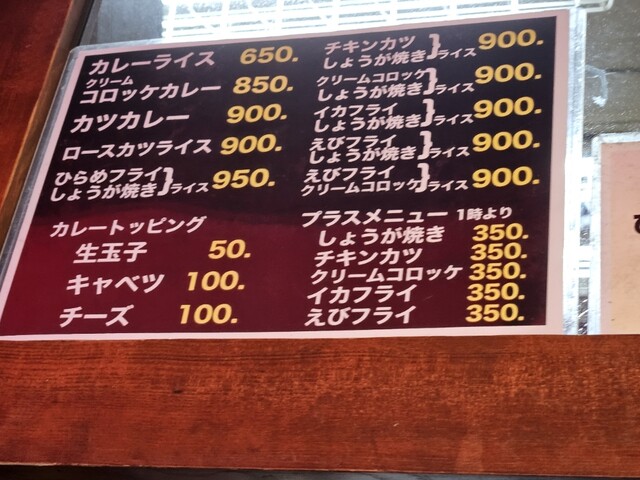 カレーライス 650.
クリーム
コロッケカレー 850.
カツカレー 900.
ロースカツライス 900.
ひらめフライ
しょうが焼き}ライス 950.
カレートッピング
生玉子 50.
キャベツ 100.
チーズ 100.
チキンカツ
しょうが焼き}ライス 900.
クリームコロッケ
しょうが焼き}ライス 900.
イカフライ
しょうが焼き}ライス 900.
えびフライ
しょうが焼き}ライス 900.
えびフライ
クリームコロッケ}ライス 900.
プラスメニュー 1時より
しょうが焼き 350.
チキンカツ 350.
クリームコロッケ 350.
イカフライ 350.
えびフライ 350.